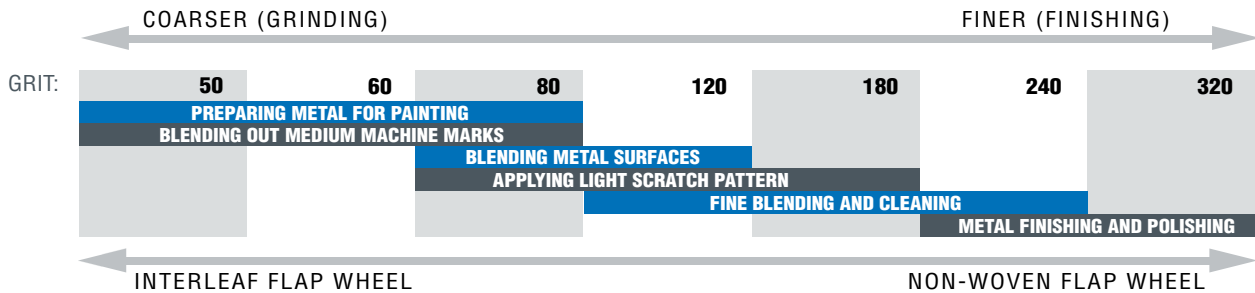 COARSER (GRINDING) FINER (FINISHING)
GRIT: 50 60 80 120 180 240 320
PREPARING METAL FOR PAINTING
BLENDING OUT MEDIUM MACHINE MARKS
BLENDING METAL SURFACES
APPLYING LIGHT SCRATCH PATTERN
FINE BLENDING AND CLEANING
METAL FINISHING AND POLISHING
INTERLEAF FLAP WHEEL NON-WOVEN FLAP WHEEL